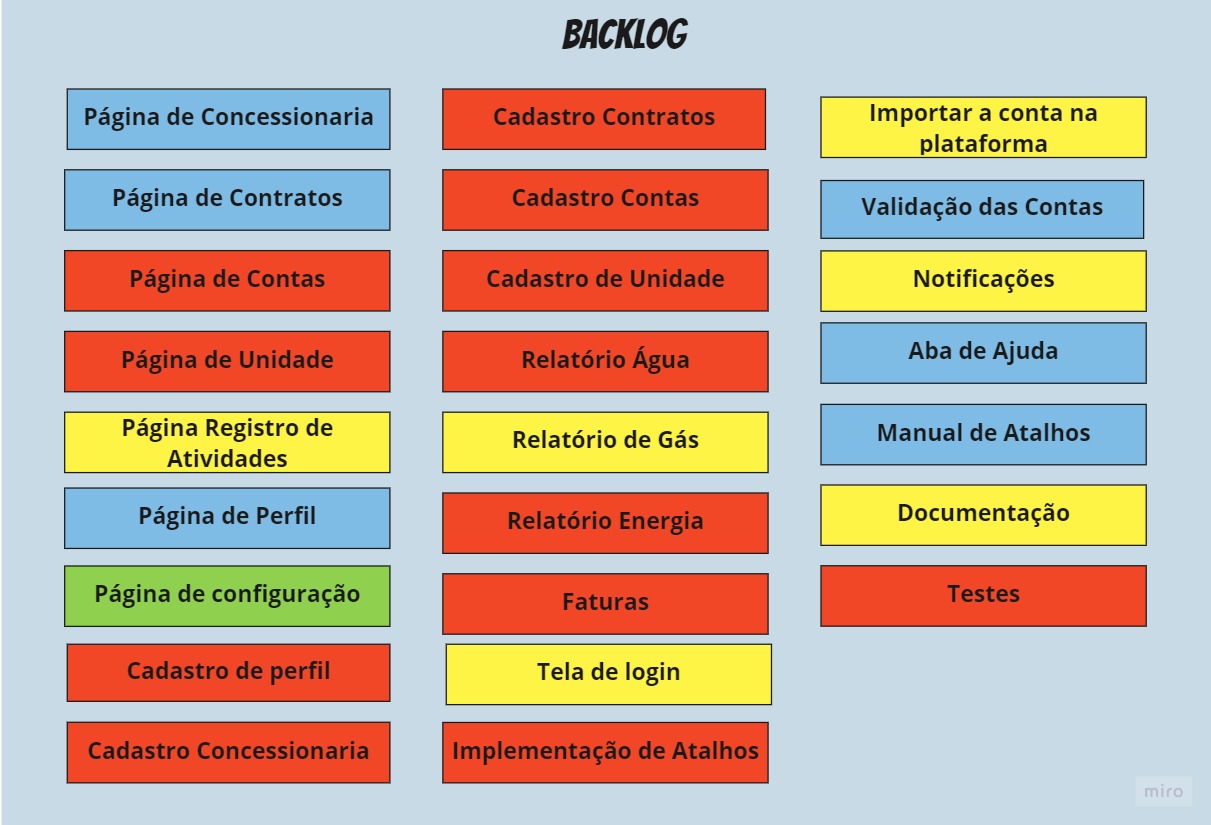 BACKLOG
Página de Concessionaria
Página de Contratos
Página de Contas
Página de Unidade
Página Registro de
Atividades
Página de Perfil
Página de configuração
Cadastro de perfil
Cadastro Concessionaria
Cadastro Contratos
Cadastro Contas
Cadastro de Unidade
Relatório Água
Relatório de Gás
Relatório Energia
Faturas
Tela de login
Implementação de Atalhos
Importar a conta na
plataforma
Validação das Contas
Notificações
Aba de Ajuda
Manual de Atalhos
Documentação
Testes
miro